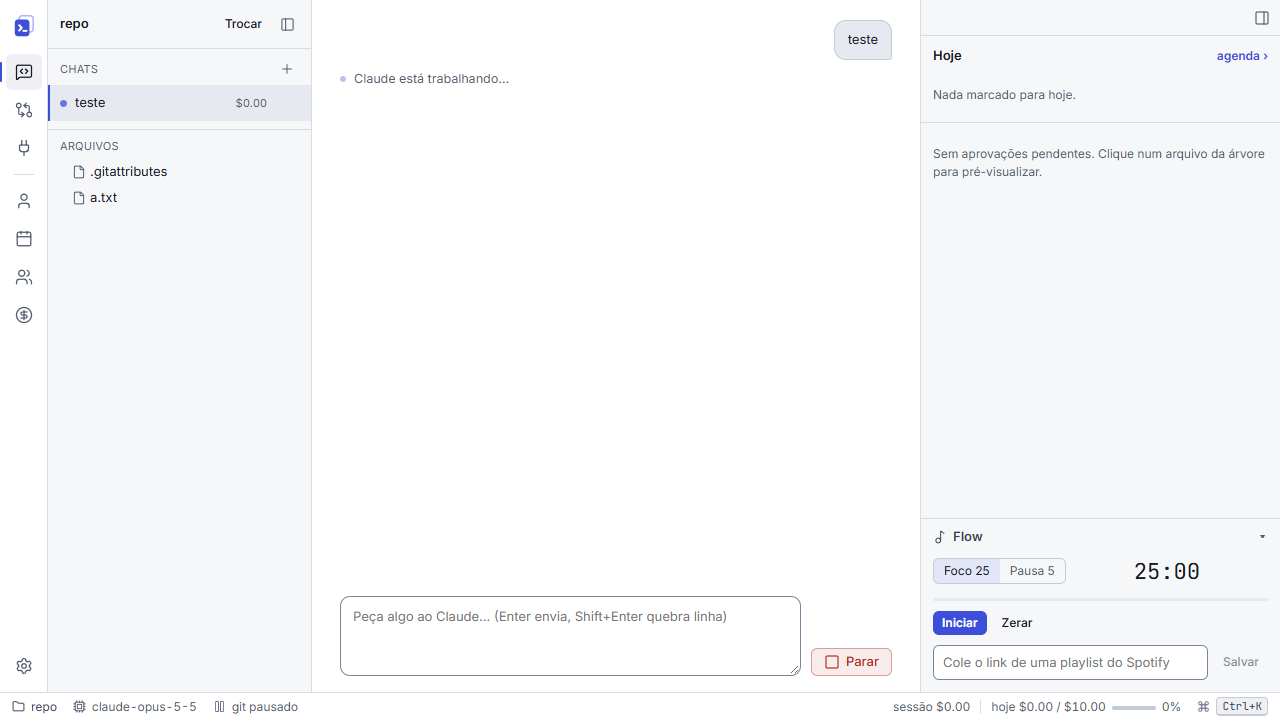 repo
Trocar
CHATS
teste
$0.00
ARQUIVOS
.gitattributes
a.txt
teste
Claude está trabalhando...
Peça algo ao Claude... (Enter envia, Shift+Enter quebra linha)
Parar
Hoje
agenda ›
Nada marcado para hoje.
Sem aprovações pendentes. Clique num arquivo da árvore
para pré-visualizar.
Flow
Foco 25
Pausa 5
25:00
Iniciar
Zerar
Cole o link de uma playlist do Spotify
Salvar
repo
claude-opus-5-5
git pausado
sessão $0.00
hoje $0.00 / $10.00
0%
⌘ Ctrl+K